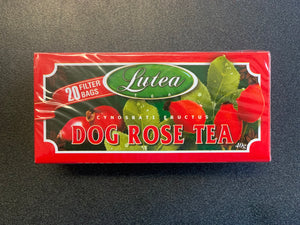 20 FILTER
BAGS
Lutea
CYNOSBATI FRUCTUS
DOG ROSE TEA
40g